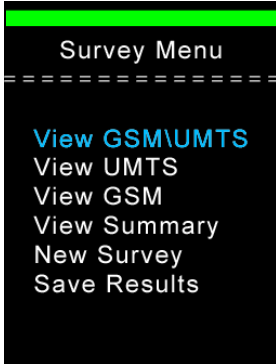 Survey Menu
= = = = = = = = = = = = = = =
View GSM\UMTS
View UMTS
View GSM
View Summary
New Survey
Save Results